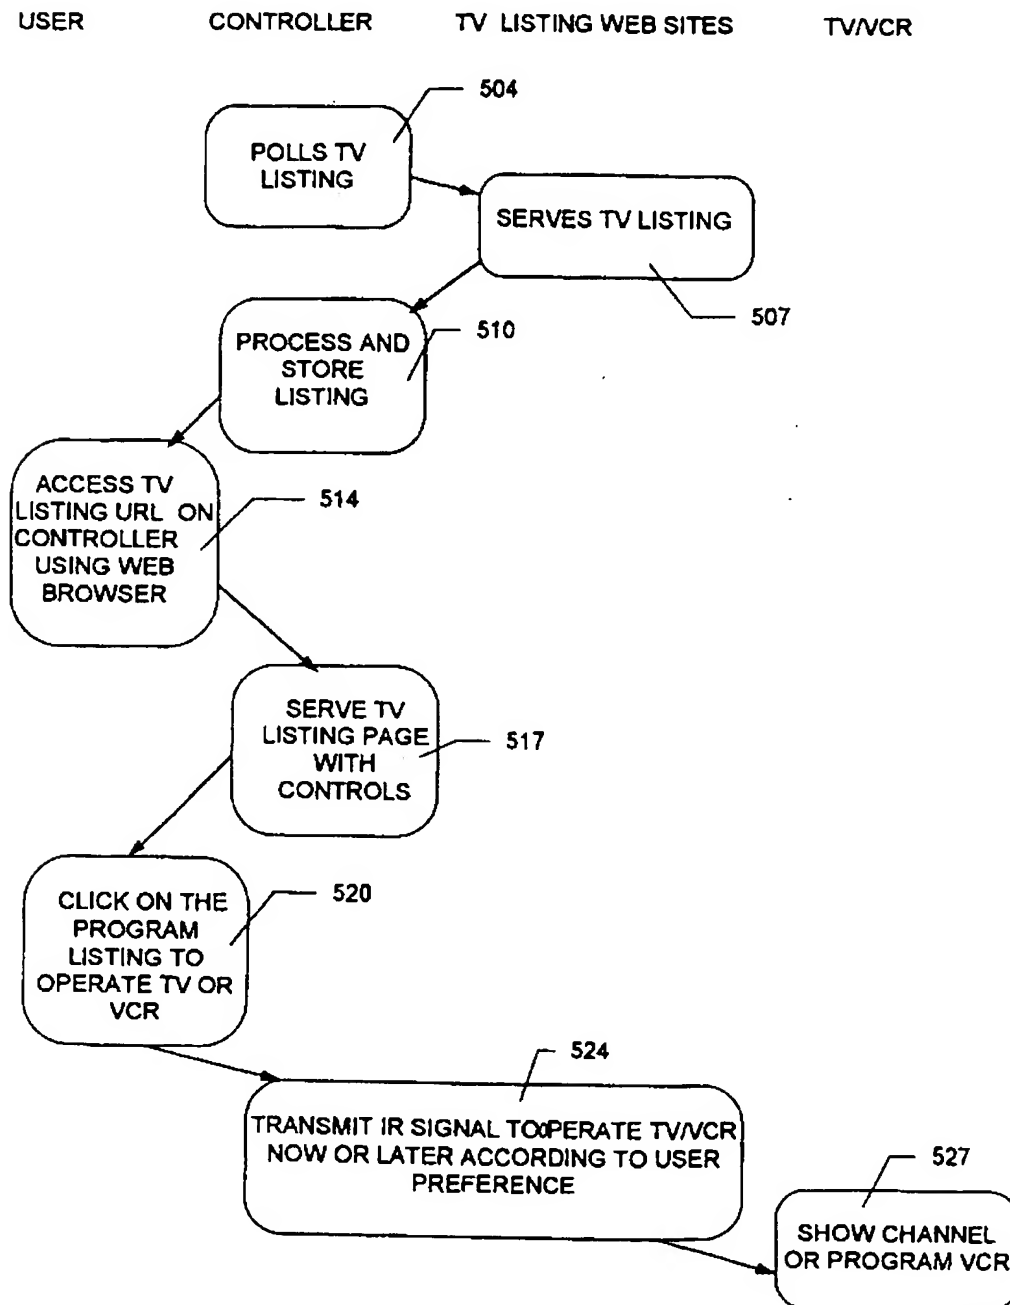 USER CONTROLLER TV LISTING WEB SITES TV/VCR
504
POLLS TV
LISTING
SERVES TV LISTING
507
PROCESS AND
STORE
LISTING
510
ACCESS TV
LISTING URL ON
CONTROLLER
USING WEB
BROWSER
514
SERVE TV
LISTING PAGE
WITH
CONTROLS
517
CLICK ON THE
PROGRAM
LISTING TO
OPERATE TV OR
VCR
520
524
TRANSMIT IR SIGNAL TO OPERATE TV/VCR
NOW OR LATER ACCORDING TO USER
PREFERENCE
527
SHOW CHANNEL
OR PROGRAM VCR